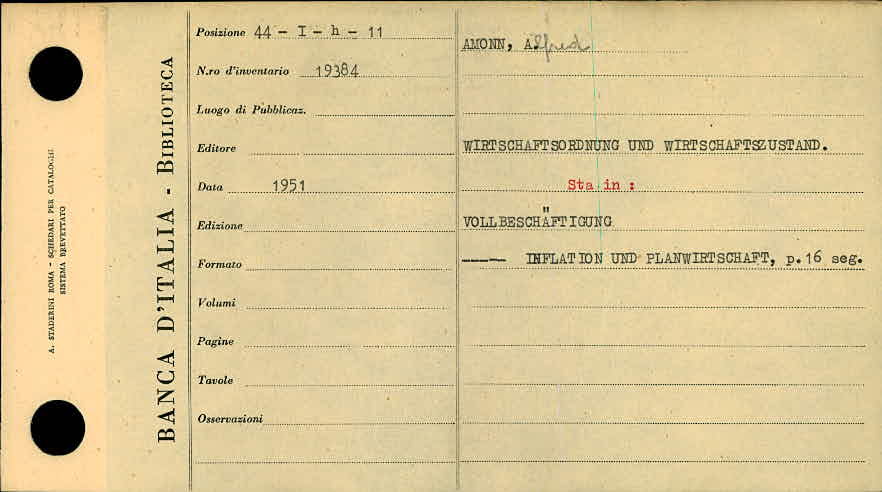 A. STADERINI ROMA - SCHEDARI PER CATALOGHI
SISTEMA BREVETTATO
BANCA D'ITALIA - BIBLIOTECA
Posizione 44 - I - h - 11
N.ro d'inventario 19384
Luogo di Pubblicaz.
Editore
Data 1951
Edizione
Formato
Volumi
Pagine
Tavole
Osservazioni
AMONN, Alfred
WIRTSCHAFTSORDNUNG UND WIRTSCHAFTSZUSTAND.
Sta in :
VOLLBESCHÄFTIGUNG
---- INFLATION UND PLANWIRTSCHAFT, p.16 seg.